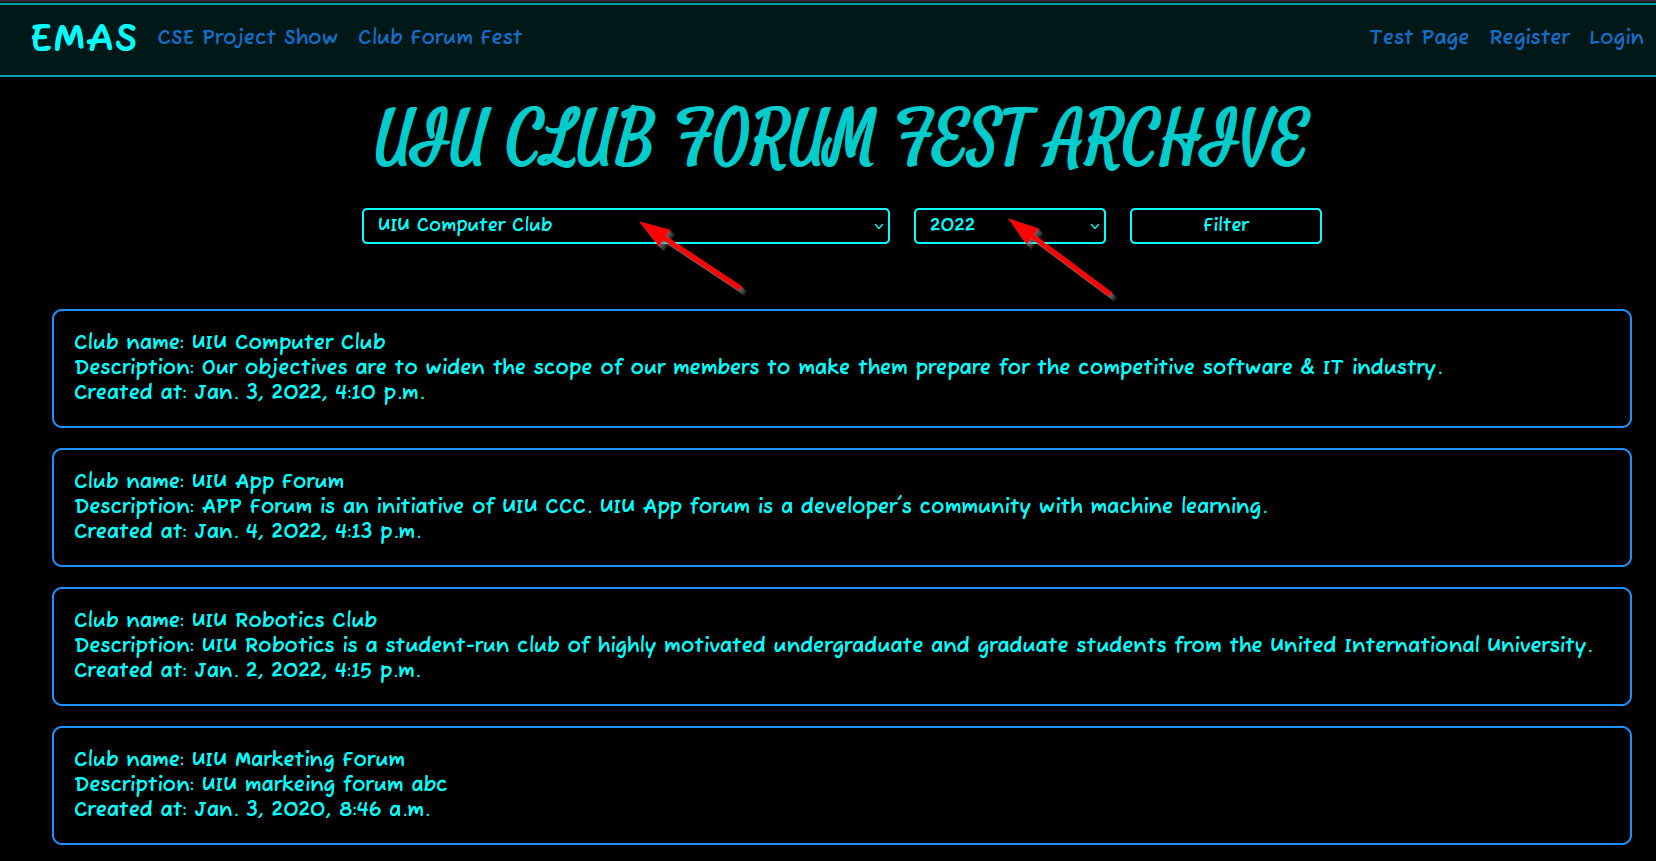 EMAS CSE Project Show Club Forum Fest Test Page Register Login
UIU CLUB FORUM FEST ARCHIVE
UIU Computer Club 2022 Filter
Club name: UIU Computer Club
Description: Our objectives are to widen the scope of our members to make them prepare for the competitive software & IT industry.
Created at: Jan. 3, 2022, 4:10 p.m.
Club name: UIU App Forum
Description: APP Forum is an initiative of UIU CCC. UIU App forum is a developer's community with machine learning.
Created at: Jan. 4, 2022, 4:13 p.m.
Club name: UIU Robotics Club
Description: UIU Robotics is a student-run club of highly motivated undergraduate and graduate students from the United International University.
Created at: Jan. 2, 2022, 4:15 p.m.
Club name: UIU Marketing Forum
Description: UIU markeing forum abc
Created at: Jan. 3, 2020, 8:46 a.m.